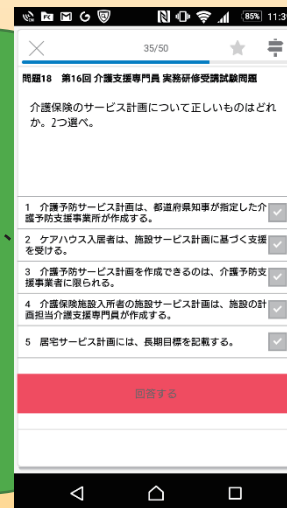 85% 11:3
35/50
問題18 第16回 介護支援専門員 実務研修受講試験問題
介護保険のサービス計画について正しいものはどれ
か。2つ選べ。
1 介護予防サービス計画は、都道府県知事が指定した介
護予防支援事業所が作成する。
2 ケアハウス入居者は、施設サービス計画に基づく支援
を受ける。
3 介護予防サービス計画を作成できるのは、介護予防支
援事業者に限られる。
4 介護保険施設入所者の施設サービス計画は、施設の計
画担当介護支援専門員が作成する。
5 居宅サービス計画には、長期目標を記載する。
回答する